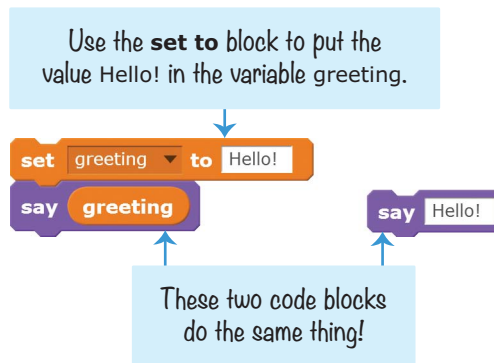 Use the set to block to put the
value Hello! in the variable greeting.
set greeting to Hello!
say greeting
say Hello!
These two code blocks
do the same thing!